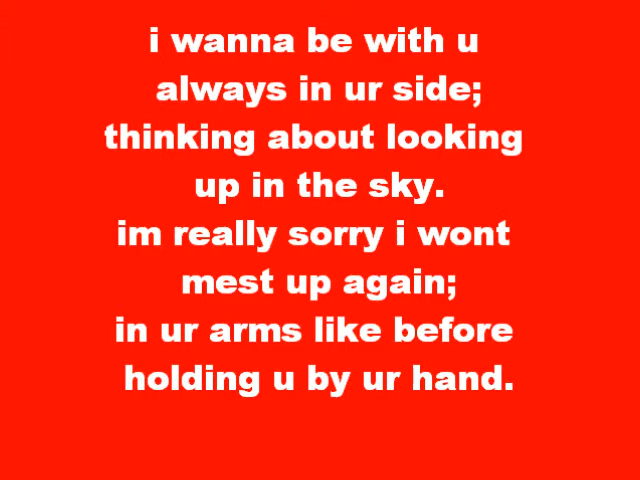 i wanna be with u
always in ur side;
thinking about looking
up in the sky.
im really sorry i wont
mest up again;
in ur arms like before
holding u by ur hand.